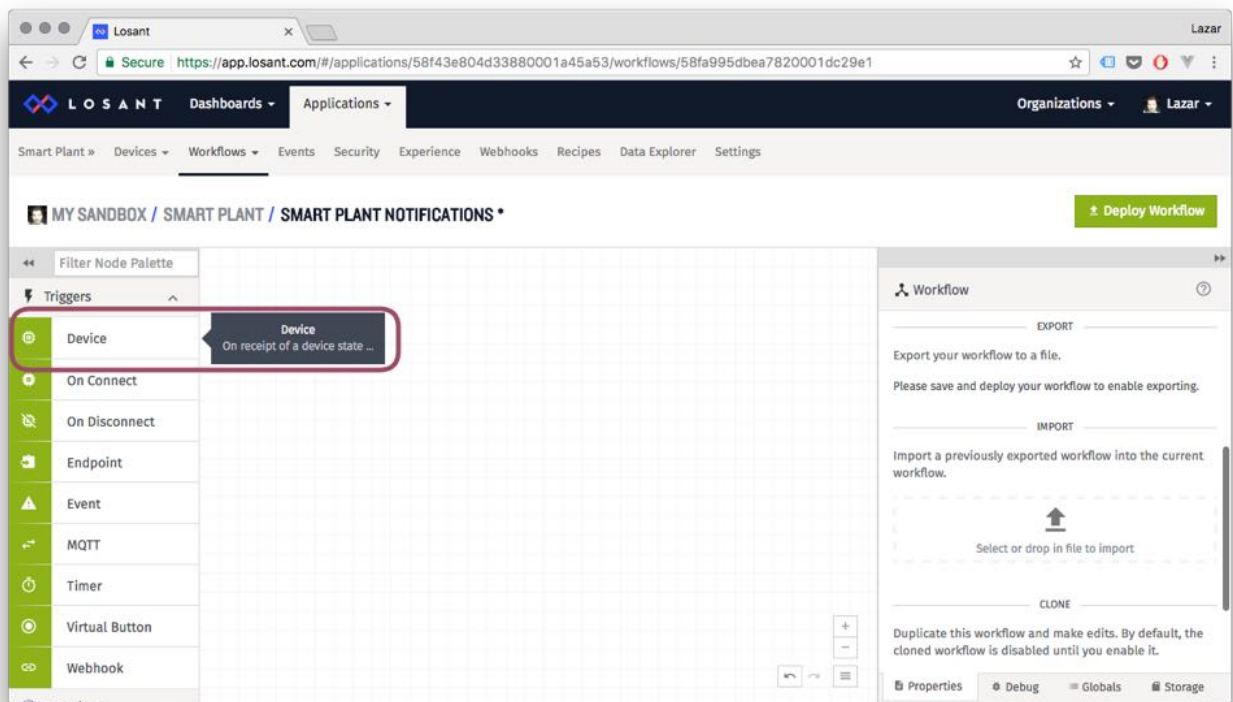 Losant
Lazar
Secure https://app.losant.com/#/applications/58f43e804d33880001a45a53/workflows/58fa995dbea7820001dc29e1
LOSANT Dashboards Applications Organizations Lazar
Smart Plant » Devices Workflows Events Security Experience Webhooks Recipes Data Explorer Settings
MY SANDBOX / SMART PLANT / SMART PLANT NOTIFICATIONS *
Deploy Workflow
Filter Node Palette
Triggers
Device
Device
On receipt of a device state ...
On Connect
On Disconnect
Endpoint
Event
MQTT
Timer
Virtual Button
Webhook
Workflow
EXPORT
Export your workflow to a file.
Please save and deploy your workflow to enable exporting.
IMPORT
Import a previously exported workflow into the current
workflow.
Select or drop in file to import
CLONE
Duplicate this workflow and make edits. By default, the
cloned workflow is disabled until you enable it.
Properties Debug Globals Storage